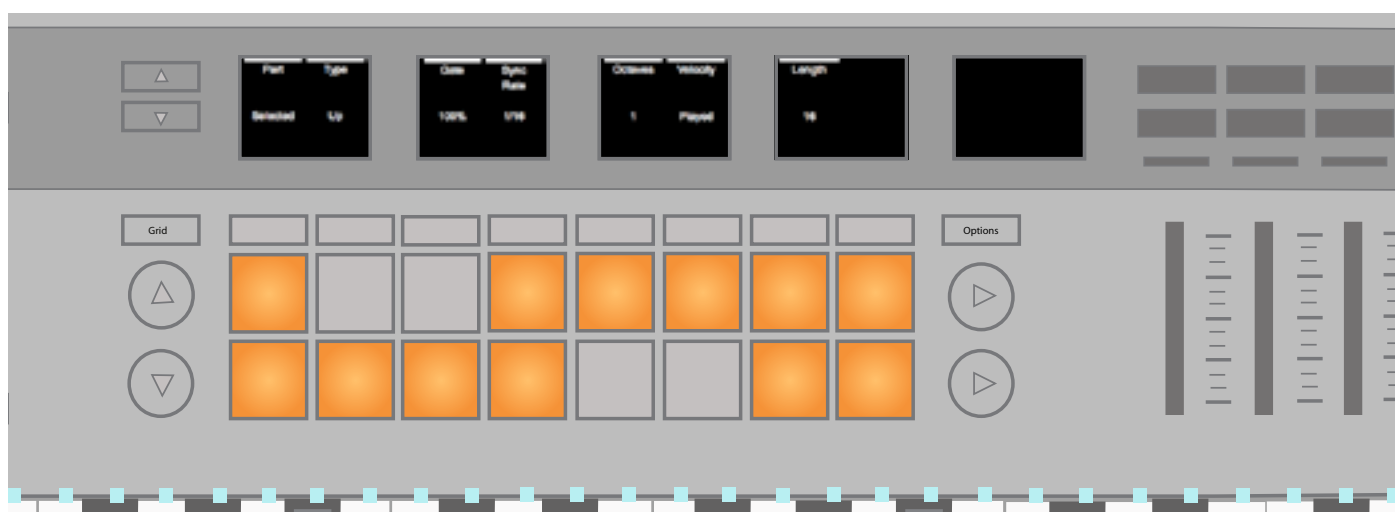 Part Type
Selected Up
Gate Sync
Rate
100% 1/16
Octaves Velocity
1 Played
Length
16
Grid
Options